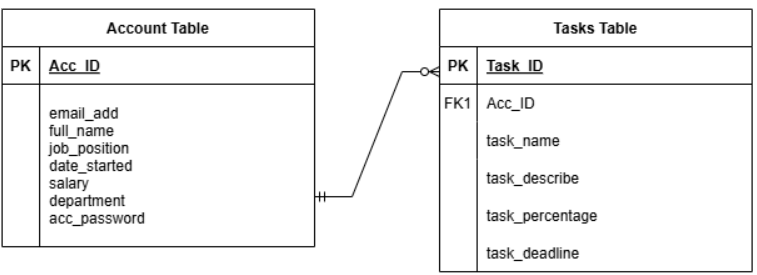 Account Table
PK Acc_ID
email_add
full_name
job_position
date_started
salary
department
acc_password
Tasks Table
PK Task_ID
FK1 Acc_ID
task_name
task_describe
task_percentage
task_deadline